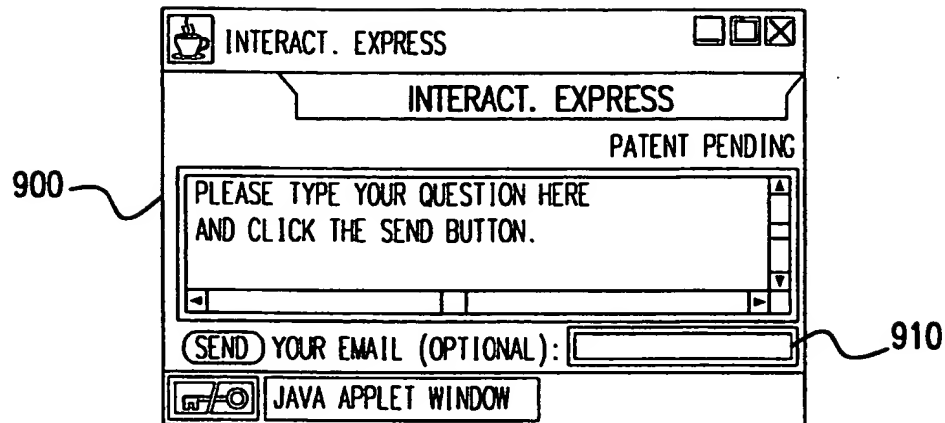 INTERACT. EXPRESS
INTERACT. EXPRESS
PATENT PENDING
900
PLEASE TYPE YOUR QUESTION HERE
AND CLICK THE SEND BUTTON.
SEND YOUR EMAIL (OPTIONAL):
910
JAVA APPLET WINDOW